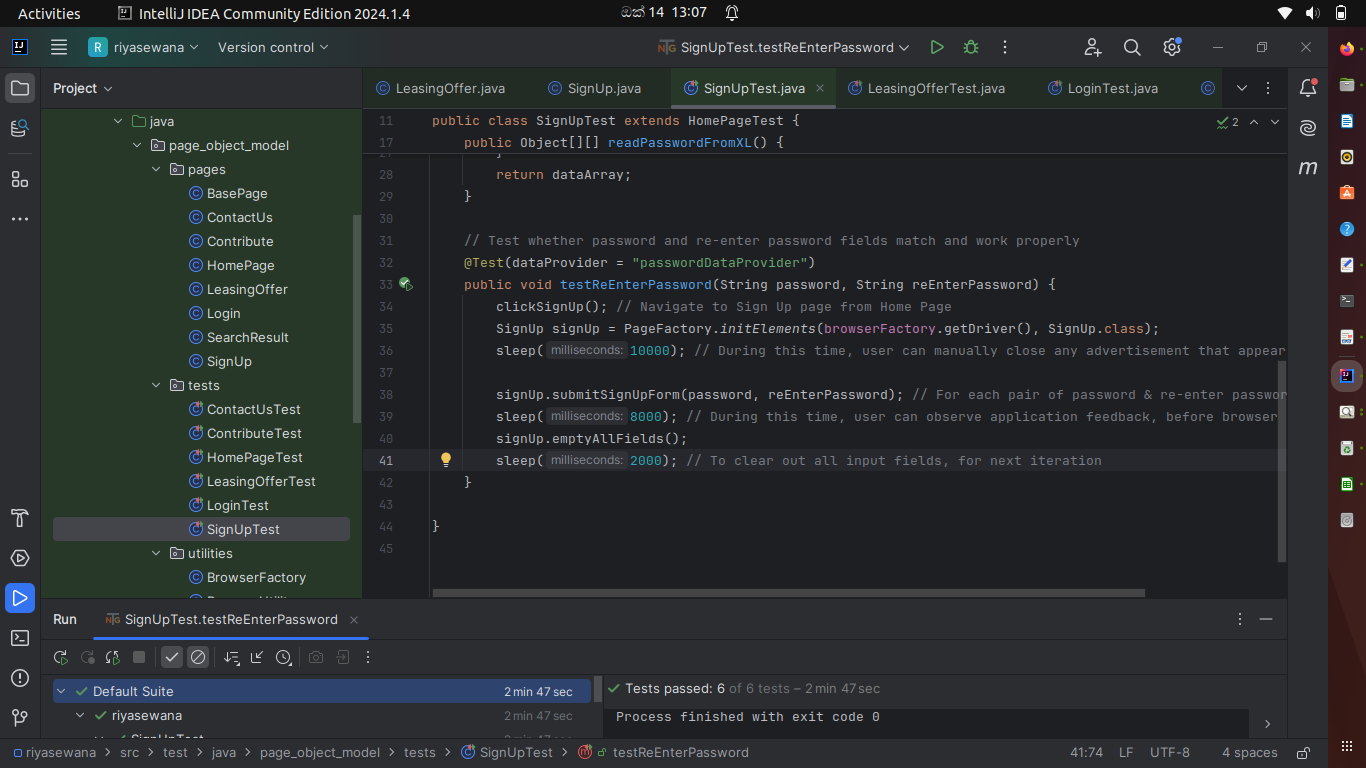 Activities IntelliJ IDEA Community Edition 2024.1.4 ඔක් 14 13:07
R riyasewana Version control SignUpTest.testReEnterPassword
Project LeasingOffer.java SignUp.java SignUpTest.java LeasingOfferTest.java LoginTest.java
java
page_object_model
pages
BasePage
ContactUs
Contribute
HomePage
LeasingOffer
Login
SearchResult
SignUp
tests
ContactUsTest
ContributeTest
HomePageTest
LeasingOfferTest
LoginTest
SignUpTest
utilities
BrowserFactory
11 public class SignUpTest extends HomePageTest {
2
17 public Object[][] readPasswordFromXL() {
28 return dataArray;
29 }
30
31 // Test whether password and re-enter password fields match and work properly
32 @Test(dataProvider = "passwordDataProvider")
33 public void testReEnterPassword(String password, String reEnterPassword) {
34 clickSignUp(); // Navigate to Sign Up page from Home Page
35 SignUp signUp = PageFactory.initElements(browserFactory.getDriver(), SignUp.class);
36 sleep( milliseconds: 10000); // During this time, user can manually close any advertisement that appear
37
38 signUp.submitSignUpForm(password, reEnterPassword); // For each pair of password & re-enter passwor
39 sleep( milliseconds: 8000); // During this time, user can observe application feedback, before browser
40 signUp.emptyAllFields();
41 sleep( milliseconds: 2000); // To clear out all input fields, for next iteration
42 }
43
44 }
45
Run SignUpTest.testReEnterPassword
Default Suite 2 min 47 sec
riyasewana 2 min 47 sec
Tests passed: 6 of 6 tests – 2 min 47 sec
Process finished with exit code 0
riyasewana > src > test > java > page_object_model > tests > SignUpTest > testReEnterPassword 41:74 LF UTF-8 4 spaces